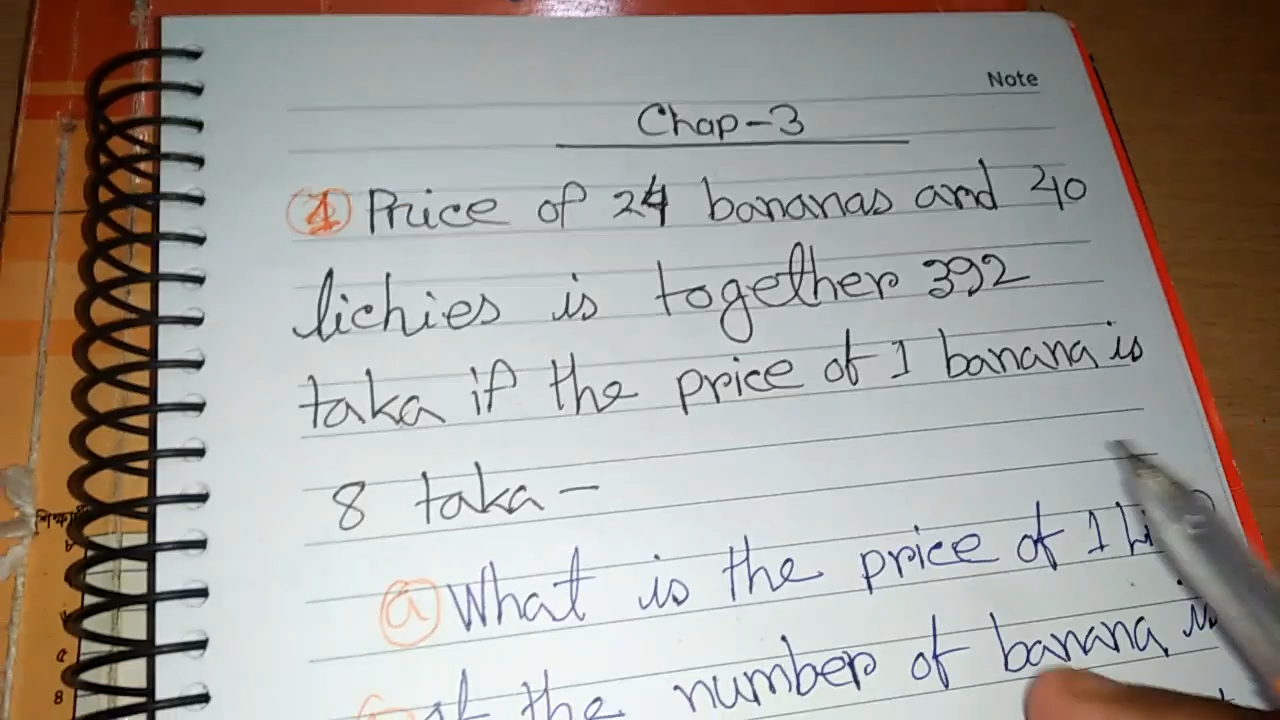 Note
Chap-3
1 Price of 24 bananas and 40
lichies is together 392
taka if the price of 1 banana is
8 taka-
a What is the price of 1
the number of banana
8